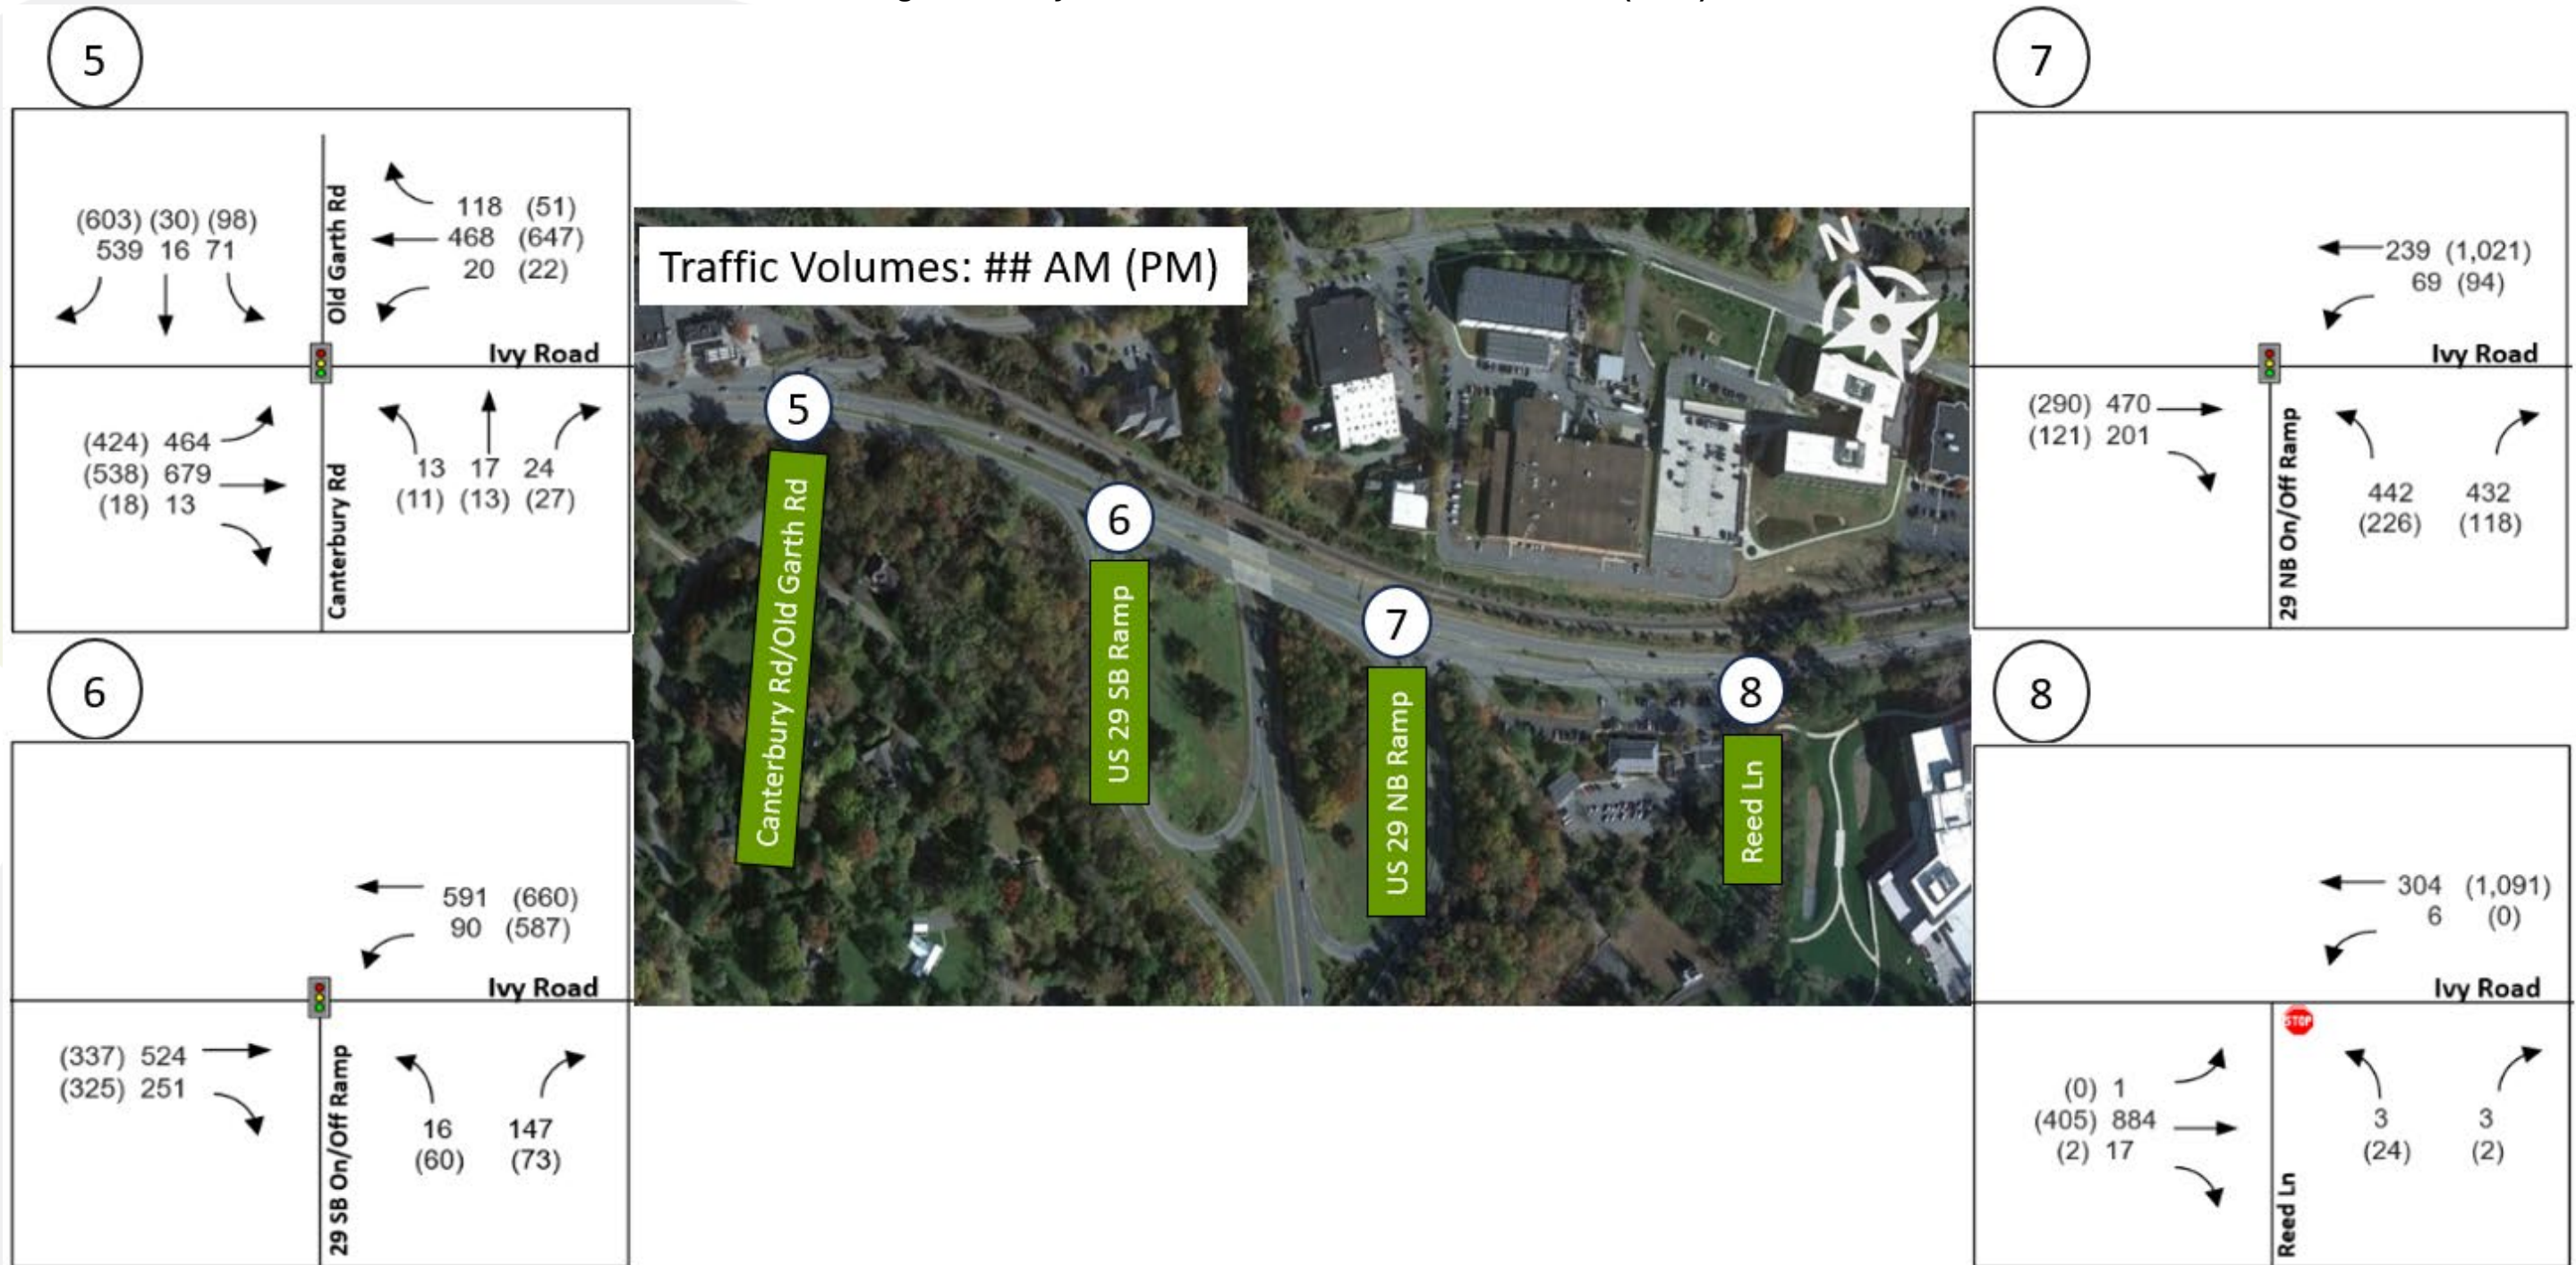 5
(603) (30) (98)
539 16 71
Old Garth Rd
118 (51)
468 (647)
20 (22)
Ivy Road
(424) 464
(538) 679
(18) 13
Canterbury Rd
13 17 24
(11) (13) (27)
6
591 (660)
90 (587)
Ivy Road
(337) 524
(325) 251
29 SB On/Off Ramp
16 147
(60) (73)
Traffic Volumes: ## AM (PM)
N
5
Canterbury Rd/Old Garth Rd
6
US 29 SB Ramp
7
US 29 NB Ramp
8
Reed Ln
7
239 (1,021)
69 (94)
Ivy Road
(290) 470
(121) 201
29 NB On/Off Ramp
442 432
(226) (118)
8
304 (1,091)
6 (0)
Ivy Road
STOP
(0) 1
(405) 884
(2) 17
Reed Ln
3 3
(24) (2)